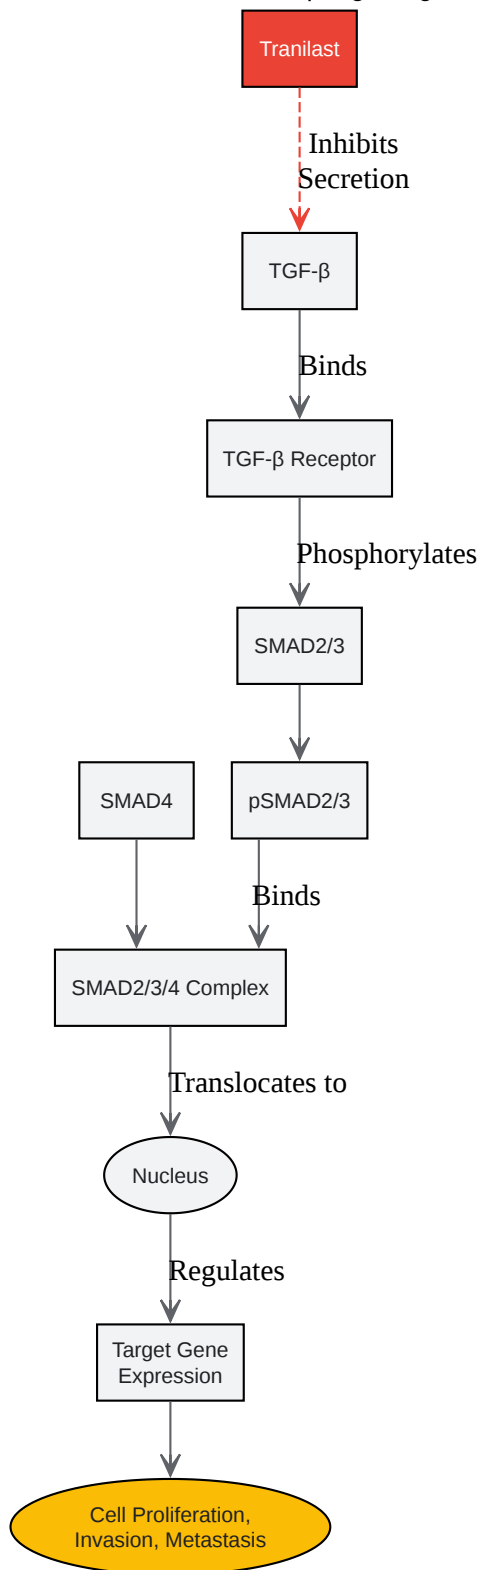 Tranilast
Inhibits
Secretion
TGF-β
Binds
TGF-β Receptor
Phosphorylates
SMAD2/3
SMAD4
pSMAD2/3
Binds
SMAD2/3/4 Complex
Translocates to
Nucleus
Regulates
Target Gene
Expression
Cell Proliferation,
Invasion, Metastasis